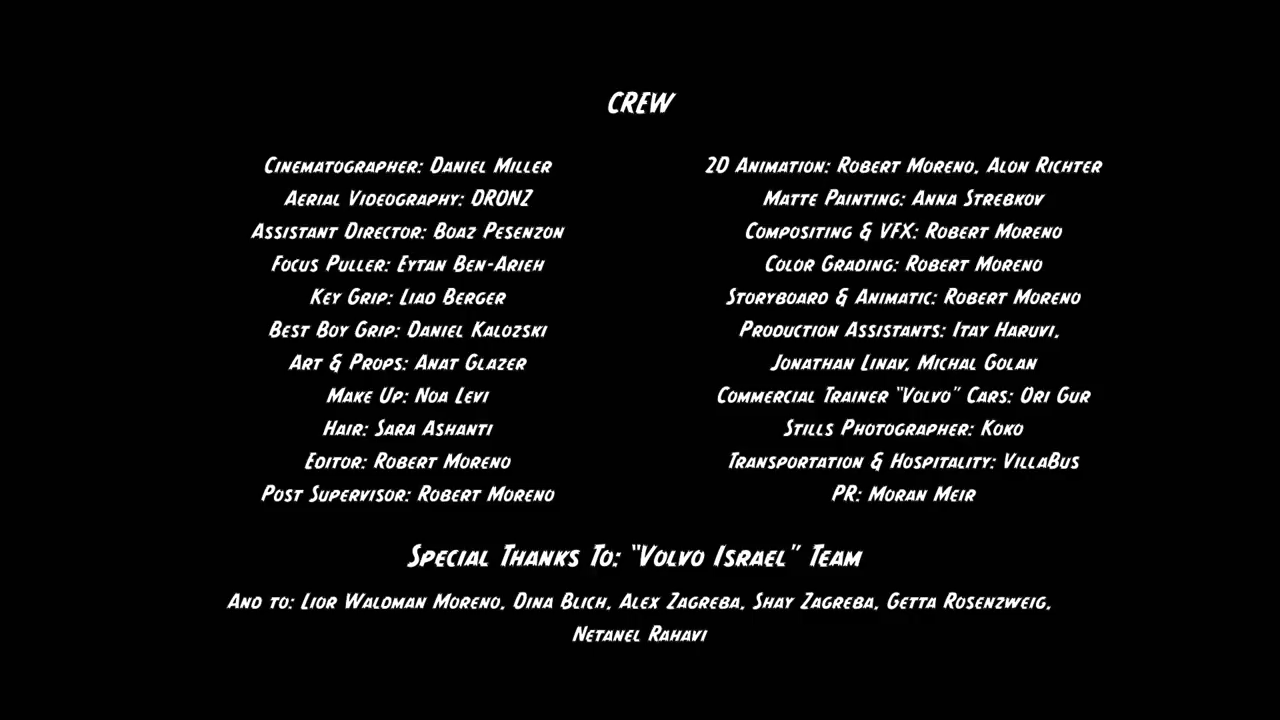 CREW
Cinematographer: Daniel Miller
Aerial Videography: DRONZ
Assistant Director: Boaz Pesenzon
Focus Puller: Eytan Ben-Arieh
Key Grip: Liad Berger
Best Boy Grip: Daniel Kalozski
Art & Props: Anat Glazer
Make Up: Noa Levi
Hair: Sara Ashanti
Editor: Robert Moreno
Post Supervisor: Robert Moreno
2D Animation: Robert Moreno, Alon Richter
Matte Painting: Anna Strebkov
Compositing & VFX: Robert Moreno
Color Grading: Robert Moreno
Storyboard & Animatic: Robert Moreno
Production Assistants: Itay Haruvi,
Jonathan Linav, Michal Golan
Commercial Trainer "Volvo" Cars: Ori Gur
Stills Photographer: Koko
Transportation & Hospitality: VillaBus
PR: Moran Meir
Special Thanks To: "Volvo Israel" Team
And to: Lior Waldman Moreno, Dina Blich, Alex Zagreba, Shay Zagreba, Getta Rosenzweig,
Netanel Rahavi